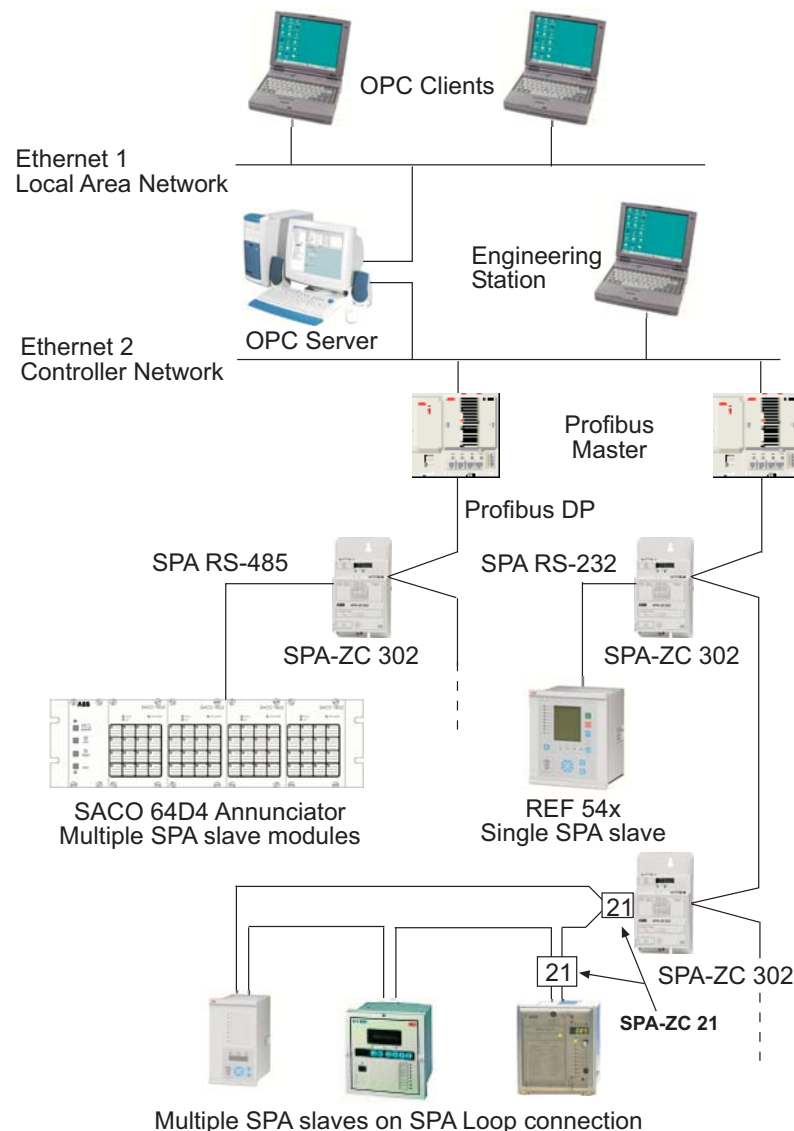 OPC Clients
Ethernet 1
Local Area Network
Engineering
Station
OPC Server
Ethernet 2
Controller Network
Profibus
Master
Profibus DP
SPA RS-485
SPA RS-232
SPA-ZC 302
SPA-ZC 302
ABB
SACO 64D4 Annunciator
Multiple SPA slave modules
REF 54x
Single SPA slave
21
21
SPA-ZC 302
SPA-ZC 21
Multiple SPA slaves on SPA Loop connection